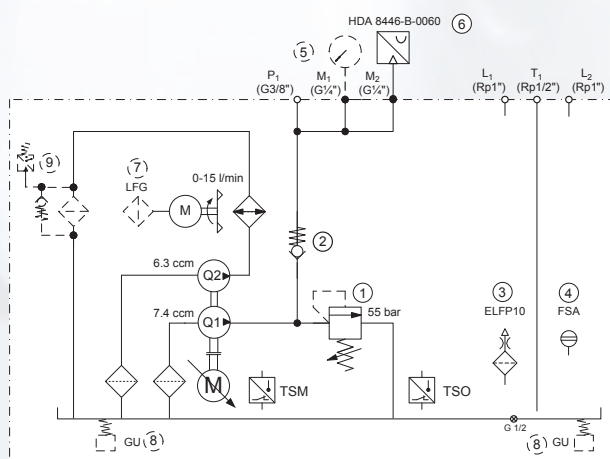 HDA 8446-B-0060 6
5
P1 M1 M2 L1 T1 L2
(G3/8") (G¼") (G¼") (Rp1") (Rp1/2") (Rp1")
9
7 0-15 l/min
LFG
M
2
6.3 ccm Q2
1 3 4
7.4 ccm Q1 55 bar ELFP10 FSA
M TSM TSO
G 1/2
GU 8 8 GU